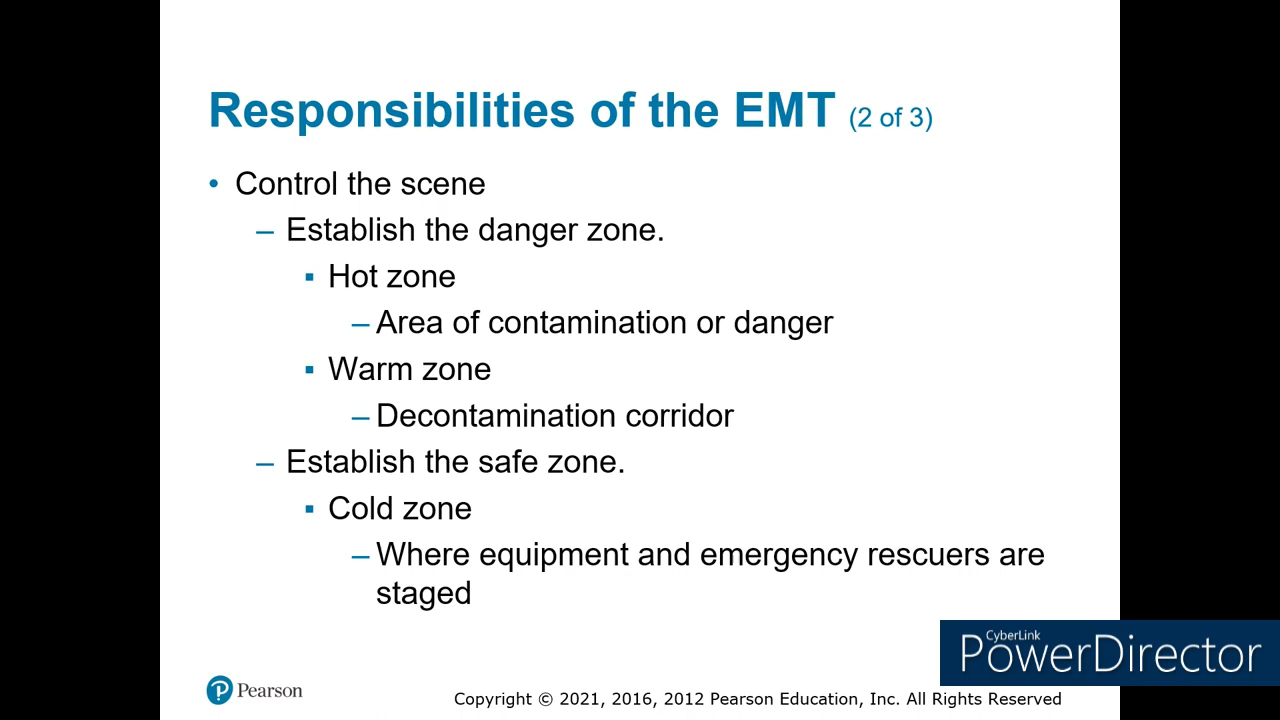 Responsibilities of the EMT (2 of 3)
• Control the scene
– Establish the danger zone.
▪ Hot zone
– Area of contamination or danger
▪ Warm zone
– Decontamination corridor
– Establish the safe zone.
▪ Cold zone
– Where equipment and emergency rescuers are
staged
CyberLink
PowerDirector
Pearson
Copyright © 2021, 2016, 2012 Pearson Education, Inc. All Rights Reserved